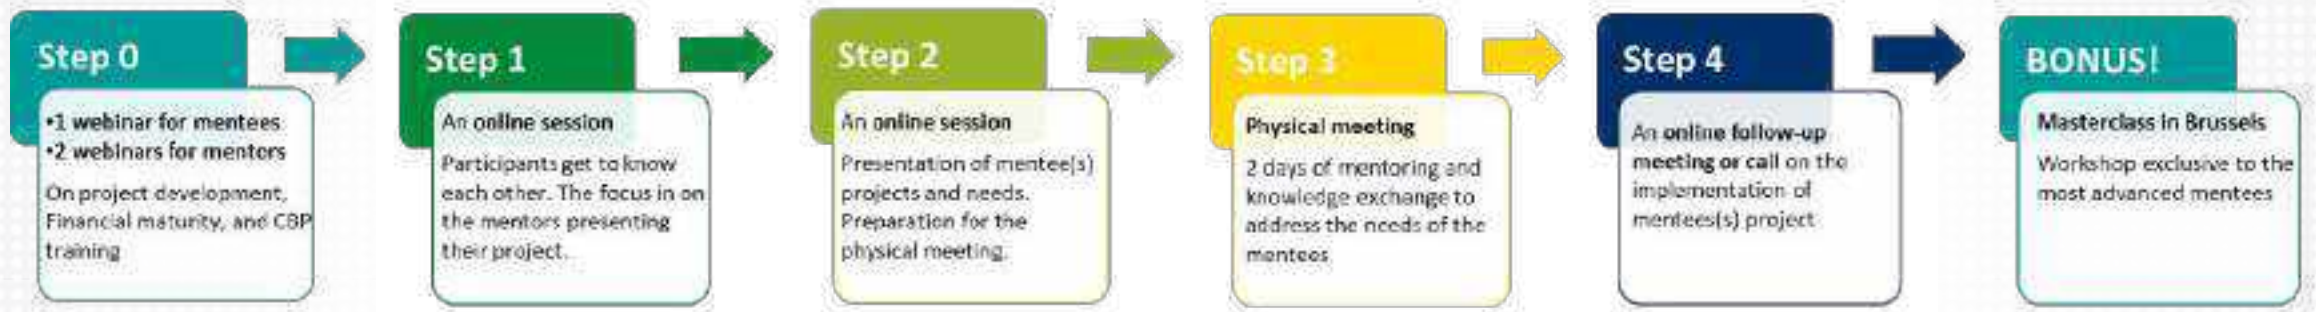 Step 0
•1 webinar for mentees
•2 webinars for mentors
On project development,
Financial maturity, and CBP
training
Step 1
An online session
Participants get to know
each other. The focus in on
the mentors presenting
their project.
Step 2
An online session
Presentation of mentee(s)
projects and needs.
Preparation for the
physical meeting.
Step 3
Physical meeting
2 days of mentoring and
knowledge exchange to
address the needs of the
mentees
Step 4
An online follow-up
meeting or call on the
implementation of
mentees(s) project
BONUS!
Masterclass in Brussels
Workshop exclusive to the
most advanced mentees